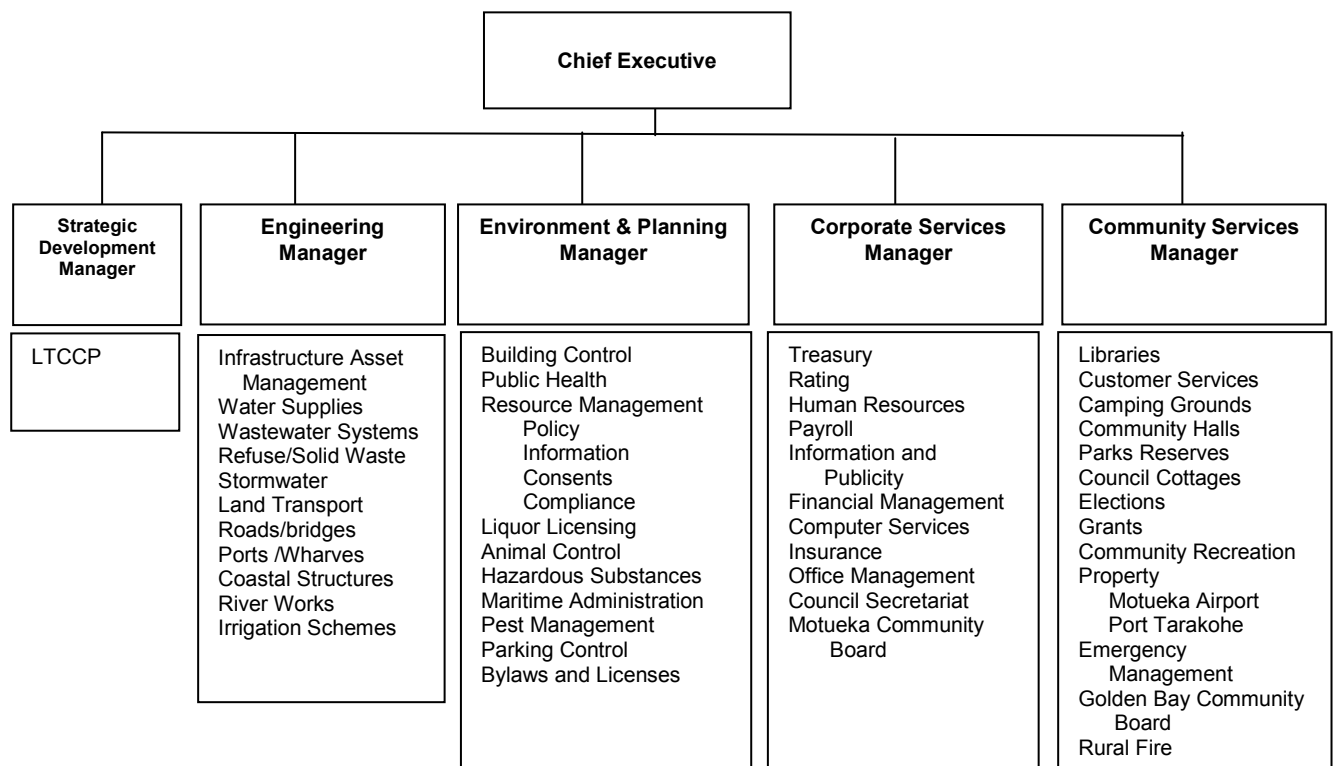 Chief Executive
Strategic
Development
Manager
Engineering
Manager
Environment & Planning
Manager
Corporate Services
Manager
Community Services
Manager
LTCCP
Infrastructure Asset
Management
Water Supplies
Wastewater Systems
Refuse/Solid Waste
Stormwater
Land Transport
Roads/bridges
Ports /Wharves
Coastal Structures
River Works
Irrigation Schemes
Building Control
Public Health
Resource Management
Policy
Information
Consents
Compliance
Liquor Licensing
Animal Control
Hazardous Substances
Maritime Administration
Pest Management
Parking Control
Bylaws and Licenses
Treasury
Rating
Human Resources
Payroll
Information and
Publicity
Financial Management
Computer Services
Insurance
Office Management
Council Secretariat
Motueka Community
Board
Libraries
Customer Services
Camping Grounds
Community Halls
Parks Reserves
Council Cottages
Elections
Grants
Community Recreation
Property
Motueka Airport
Port Tarakohe
Emergency
Management
Golden Bay Community
Board
Rural Fire